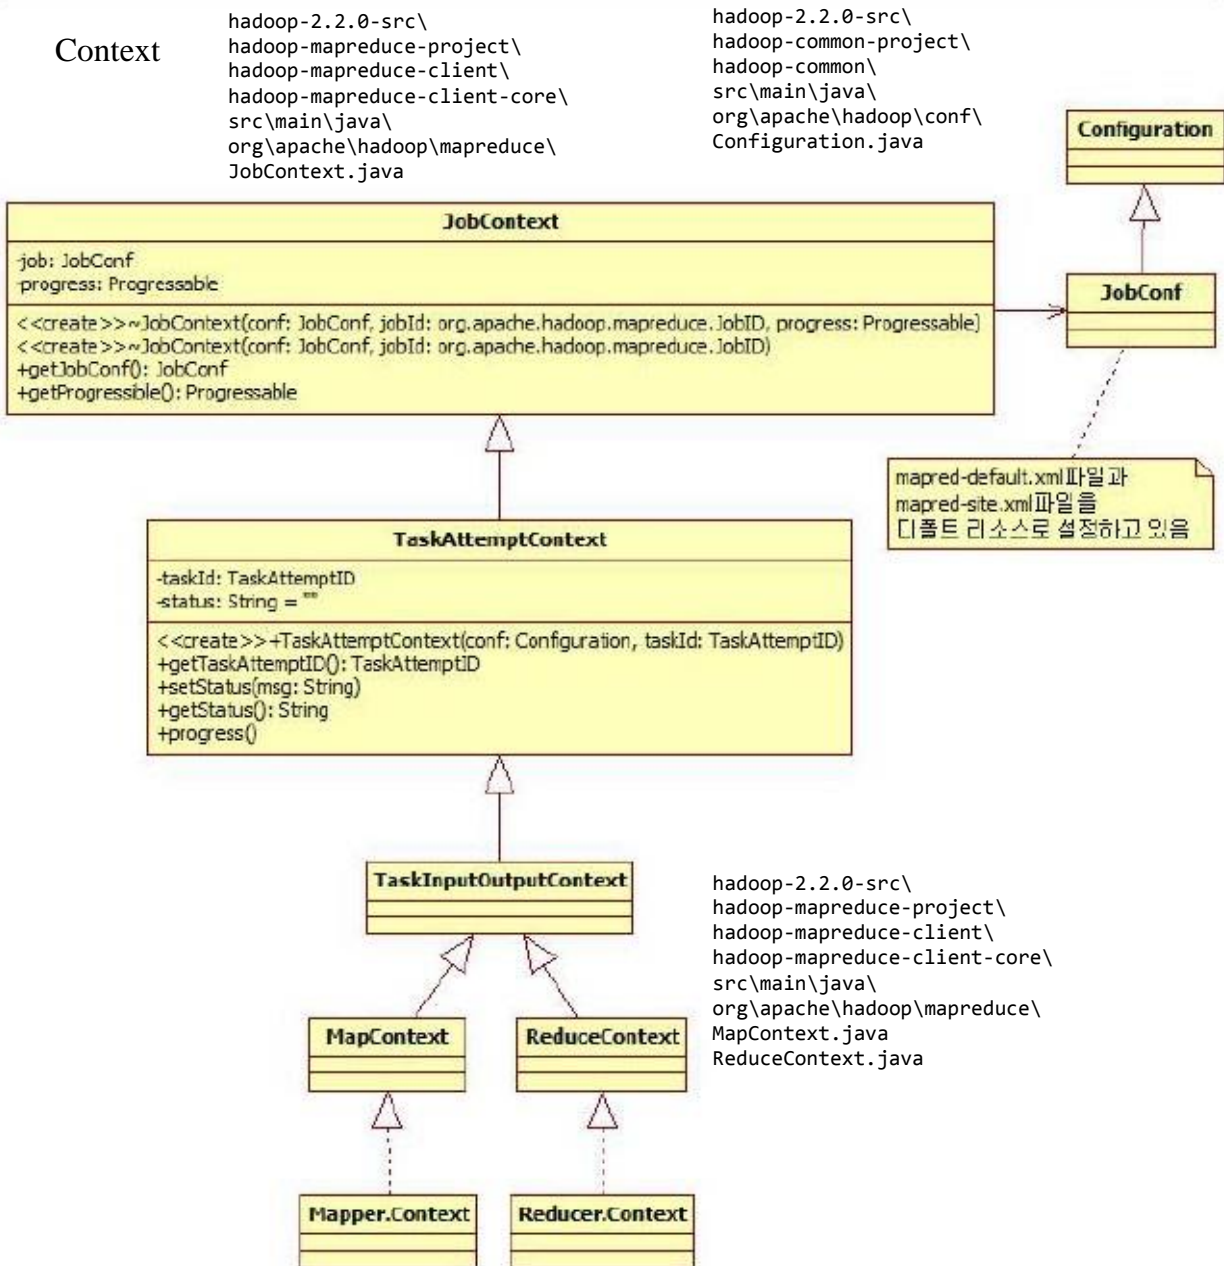 Context
hadoop-2.2.0-src\
hadoop-mapreduce-project\
hadoop-mapreduce-client\
hadoop-mapreduce-client-core\
src\main\java\
org\apache\hadoop\mapreduce\
JobContext.java
hadoop-2.2.0-src\
hadoop-common-project\
hadoop-common\
src\main\java\
org\apache\hadoop\conf\
Configuration.java
Configuration
JobContext
-job: JobConf
-progress: Progressable
<<create>>~JobContext(conf: JobConf, jobId: org.apache.hadoop.mapreduce.JobID, progress: Progressable)
<<create>>~JobContext(conf: JobConf, jobId: org.apache.hadoop.mapreduce.JobID)
+getJobConf(): JobConf
+getProgressible(): Progressable
JobConf
mapred-default.xml파일과
mapred-site.xml파일을
디폴트 리소스로 설정하고 있음
TaskAttemptContext
-taskId: TaskAttemptID
-status: String = ""
<<create>>+TaskAttemptContext(conf: Configuration, taskId: TaskAttemptID)
+getTaskAttemptID(): TaskAttemptID
+setStatus(msg: String)
+getStatus(): String
+progress()
TaskInputOutputContext
hadoop-2.2.0-src\
hadoop-mapreduce-project\
hadoop-mapreduce-client\
hadoop-mapreduce-client-core\
src\main\java\
org\apache\hadoop\mapreduce\
MapContext.java
ReduceContext.java
MapContext
ReduceContext
Mapper.Context
Reducer.Context